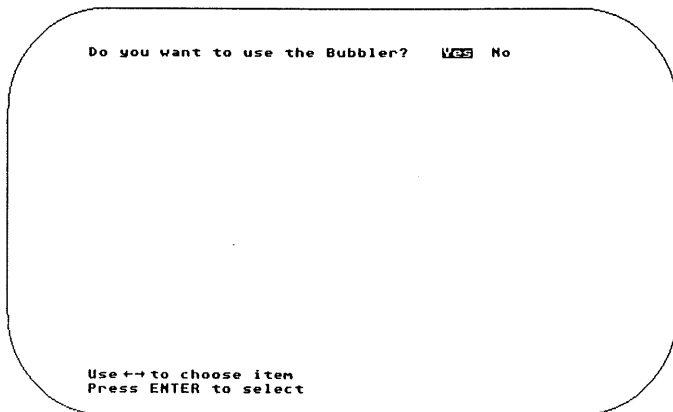 Do you want to use the Bubbler? Yes No
Use ←→ to choose item
Press ENTER to select